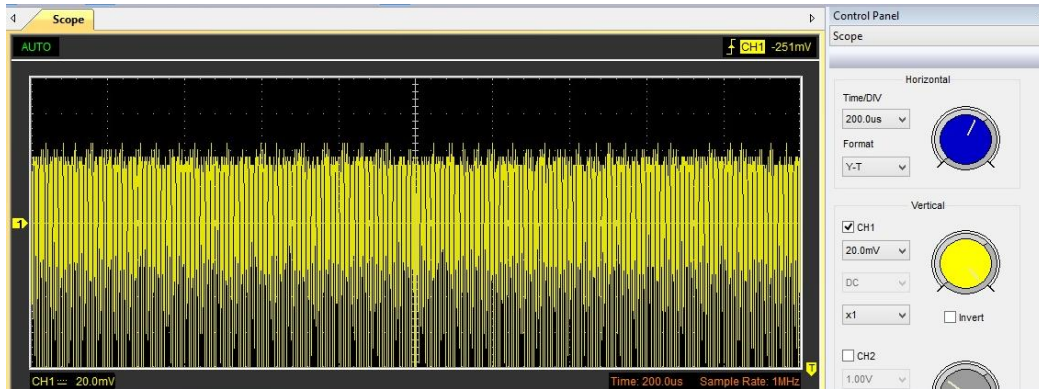 Scope
AUTO
CH1 -251mV
1
T
CH1 20.0mV
Time: 200.0us Sample Rate: 1MHz
Control Panel
Scope
Horizontal
Time/DIV
200.0us
Format
Y-T
Vertical
CH1
20.0mV
DC
x1
Invert
CH2
1.00V